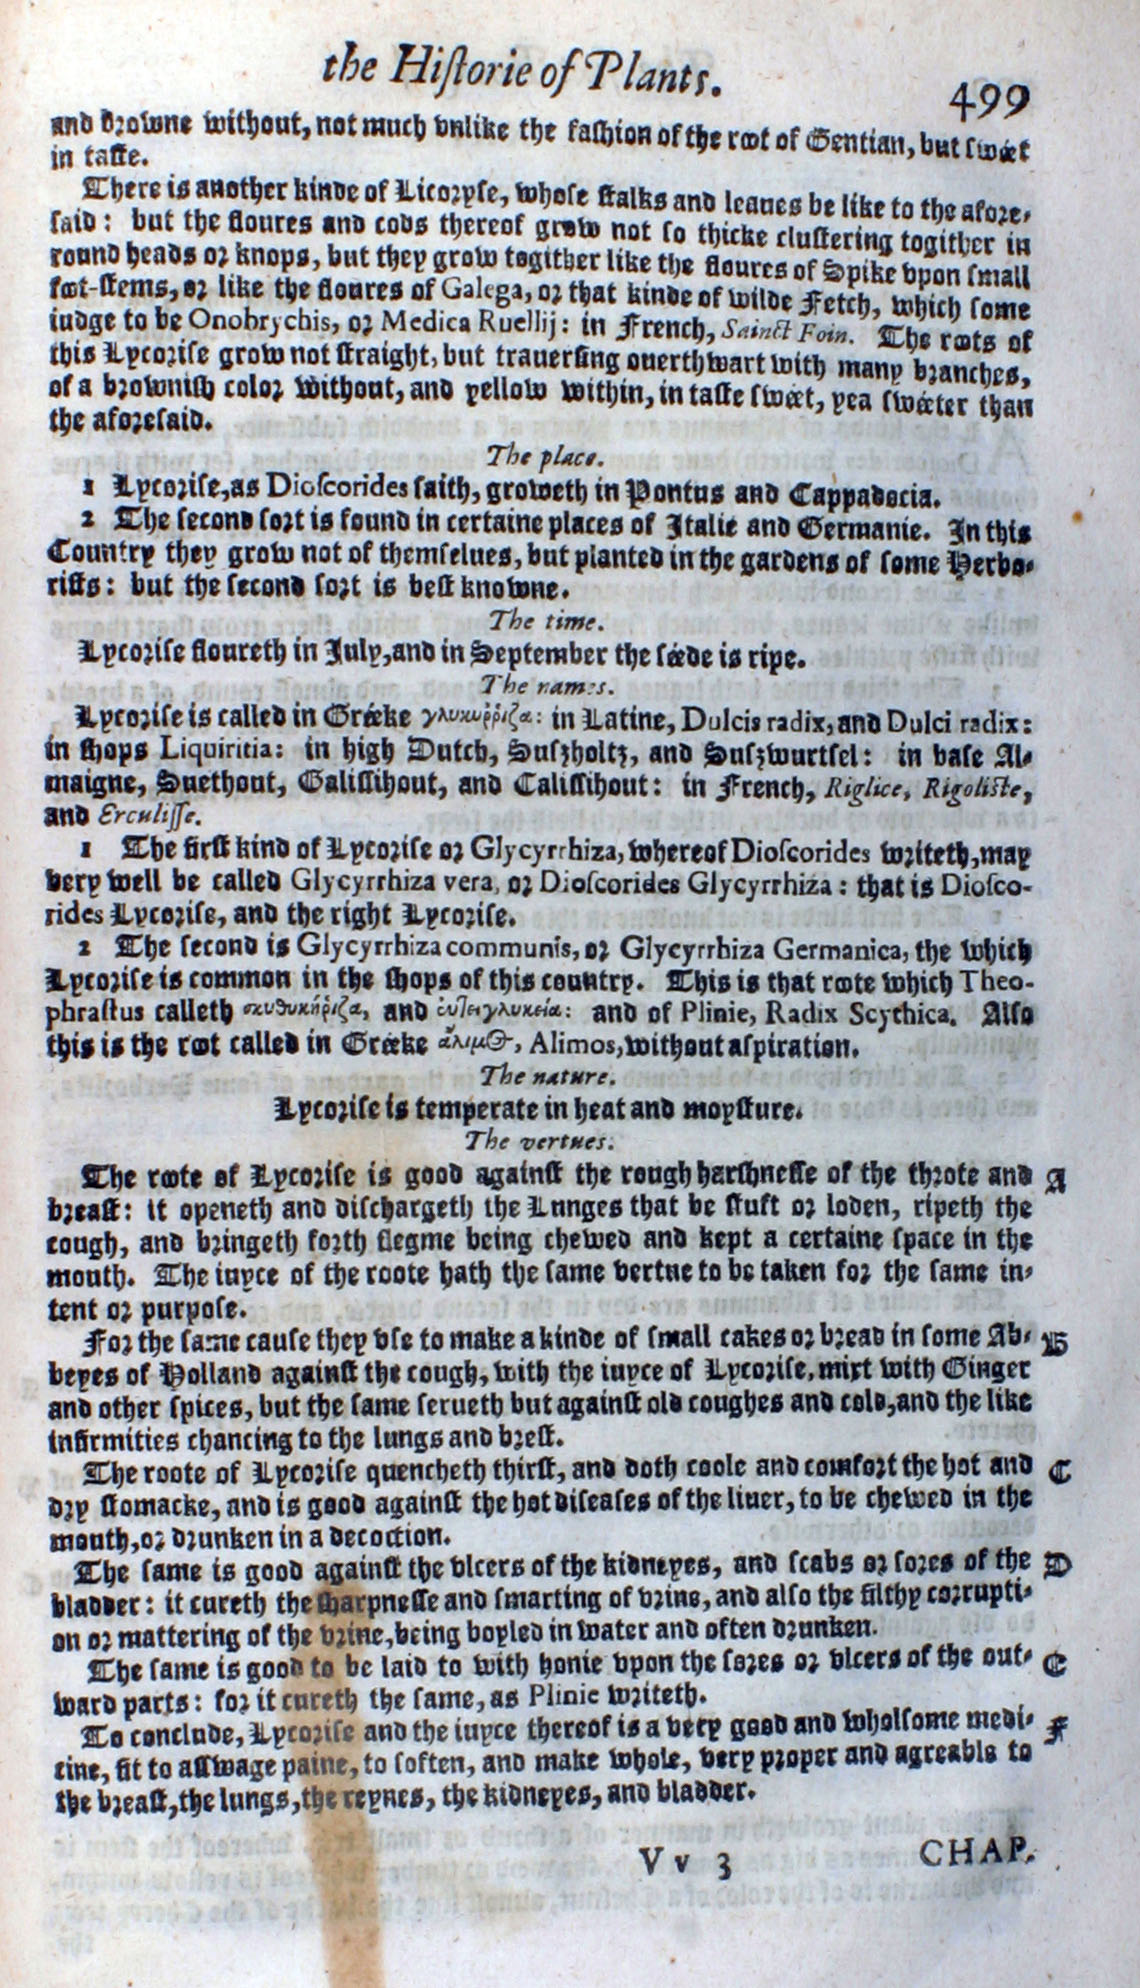 the Hiſtorie of Plants.
499
and browne without, not much vnlike the faſhion of the root of Gentian, but ſweet
in taſte.
There is another kinde of Licoryſe, whoſe ſtalks and leaues be like to the afore-
ſaid: but the floures and cods thereof grow not ſo thicke cluſtering togither in
round heads or knops, but they grow togither like the floures of Spike vpon ſmall
foot-ſtems, or like the floures of Galega, or that kinde of wilde Fetch, which ſome
iudge to be Onobrychis, or Medica Ruellij: in French, Sainct Foin. The roots of
this Lycoriſe grow not ſtraight, but trauerſing ouerthwart with many branches,
of a browniſh color without, and yellow within, in taſte ſweet, yea ſweeter than
the aforeſaid.
The place.
1 Lycoriſe, as Dioſcorides ſaith, groweth in Pontus and Cappadocia.
2 The ſecond ſort is found in certaine places of Italie and Germanie. In this
Country they grow not of themſelues, but planted in the gardens of ſome Herbo-
riſts: but the ſecond ſort is beſt knowne.
The time.
Lycoriſe floureth in July, and in September the ſeede is ripe.
The names.
Lycoriſe is called in Greeke γλυκυῤῥιζα: in Latine, Dulcis radix, and Dulci radix:
in ſhops Liquiritia: in high Dutch, Suſzholtz, and Suſzwurtſel: in baſe Al-
maigne, Suethout, Galiſſihout, and Caliſſihout: in French, Riglice, Rigoliſte,
and Erculiſſe.
1 The firſt kind of Lycoriſe or Glycyrrhiza, whereof Dioſcorides writeth, may
very well be called Glycyrrhiza vera, or Dioſcorides Glycyrrhiza: that is Dioſco-
rides Lycoriſe, and the right Lycoriſe.
2 The ſecond is Glycyrrhiza communis, or Glycyrrhiza Germanica, the which
Lycoriſe is common in the ſhops of this country. This is that roote which Theo-
phraſtus calleth and and of Plinie, Radix Scythica. Alſo
this is the root called in Greeke ἄλιμος, Alimos, without aſpiration.
The nature.
Lycoriſe is temperate in heat and moyſture.
The vertues.
The roote of Lycoriſe is good againſt the rough harſhneſſe of the throte and A
breaſt: it openeth and diſchargeth the Lunges that be ſtuft or loden, ripeth the
cough, and bringeth forth flegme being chewed and kept a certaine ſpace in the
mouth. The iuyce of the roote hath the ſame vertue to be taken for the ſame in-
tent or purpoſe.
For the ſame cauſe they vſe to make a kinde of ſmall cakes or bread in ſome Ab- B
beyes of Holland againſt the cough, with the iuyce of Lycoriſe, mixt with Ginger
and other ſpices, but the ſame ſerueth but againſt old coughes and cold, and the like
infirmities chancing to the lungs and breſt.
The roote of Lycoriſe quencheth thirſt, and doth coole and comfort the hot and C
dry ſtomacke, and is good againſt the hot diſeaſes of the liuer, to be chewed in the
mouth, or drunken in a decoction.
The ſame is good againſt the vlcers of the kidneyes, and ſcabs or ſores of the D
bladder: it cureth the ſharpneſſe and ſmarting of vrine, and alſo the filthy corrupti-
on or mattering of the vrine, being boyled in water and often drunken.
The ſame is good to be laid to with honie vpon the ſores or vlcers of the out- E
ward parts: for it cureth the ſame, as Plinie writeth.
To conclude, Lycoriſe and the iuyce thereof is a very good and wholſome medi- F
cine, fit to aſſwage paine, to ſoften, and make whole, very proper and agreable to
the breaſt, the lungs, the reynes, the kidneyes, and bladder.
V v 3
CHAP.